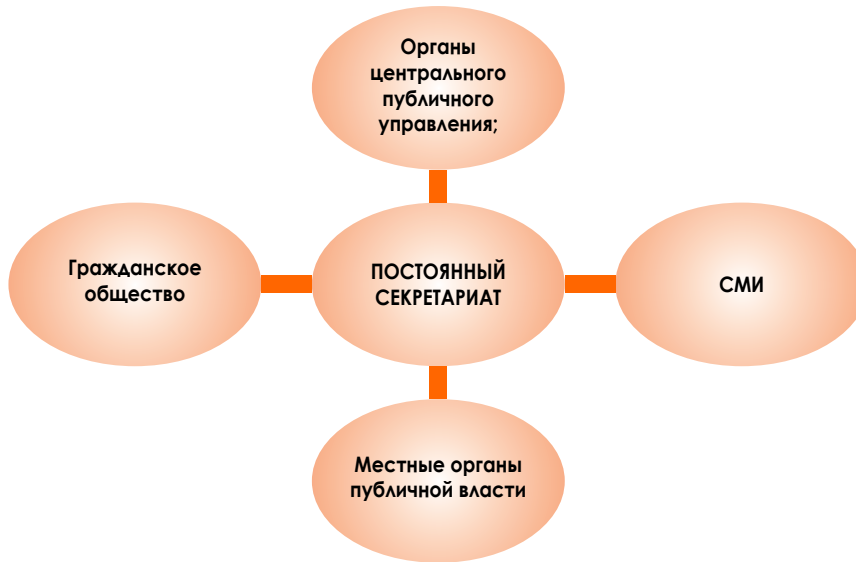 Органы
центрального
публичного
управления;
Гражданское
общество
ПОСТОЯННЫЙ
СЕКРЕТАРИАТ
СМИ
Местные органы
публичной власти